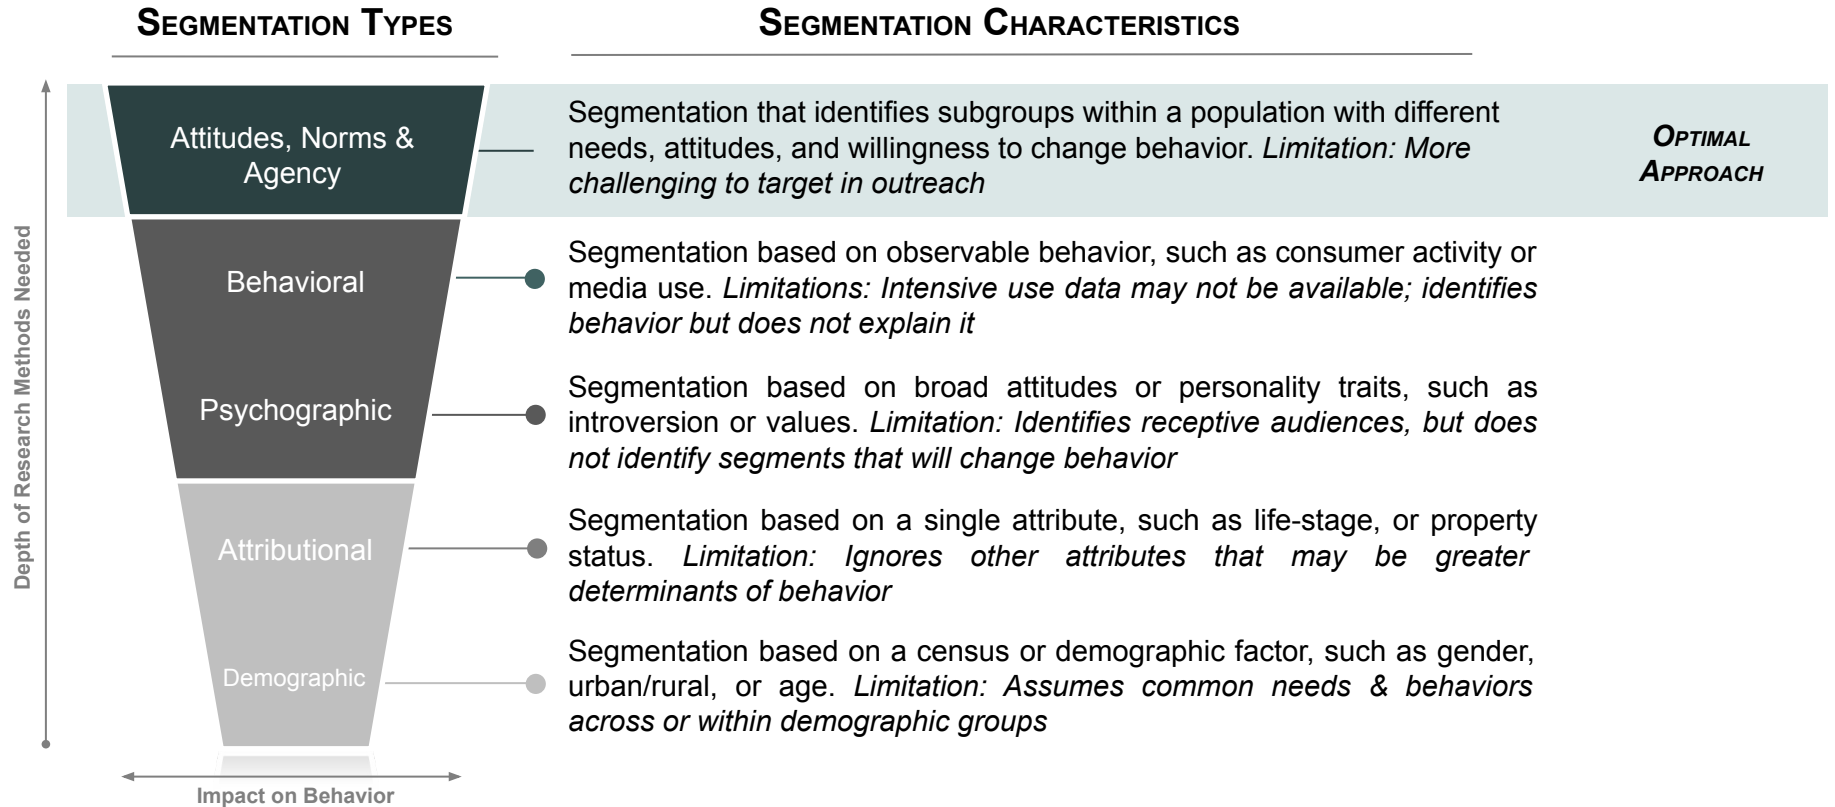 SEGMENTATION TYPES
SEGMENTATION CHARACTERISTICS
Attitudes, Norms &
Agency
Segmentation that identifies subgroups within a population with different
needs, attitudes, and willingness to change behavior. Limitation: More
challenging to target in outreach
OPTIMAL
APPROACH
Behavioral
Segmentation based on observable behavior, such as consumer activity or
media use. Limitations: Intensive use data may not be available; identifies
behavior but does not explain it
Psychographic
Segmentation based on broad attitudes or personality traits, such as
introversion or values. Limitation: Identifies receptive audiences, but does
not identify segments that will change behavior
Attributional
Segmentation based on a single attribute, such as life-stage, or property
status. Limitation: Ignores other attributes that may be greater
determinants of behavior
Demographic
Segmentation based on a census or demographic factor, such as gender,
urban/rural, or age. Limitation: Assumes common needs & behaviors
across or within demographic groups
Depth of Research Methods Needed
Impact on Behavior